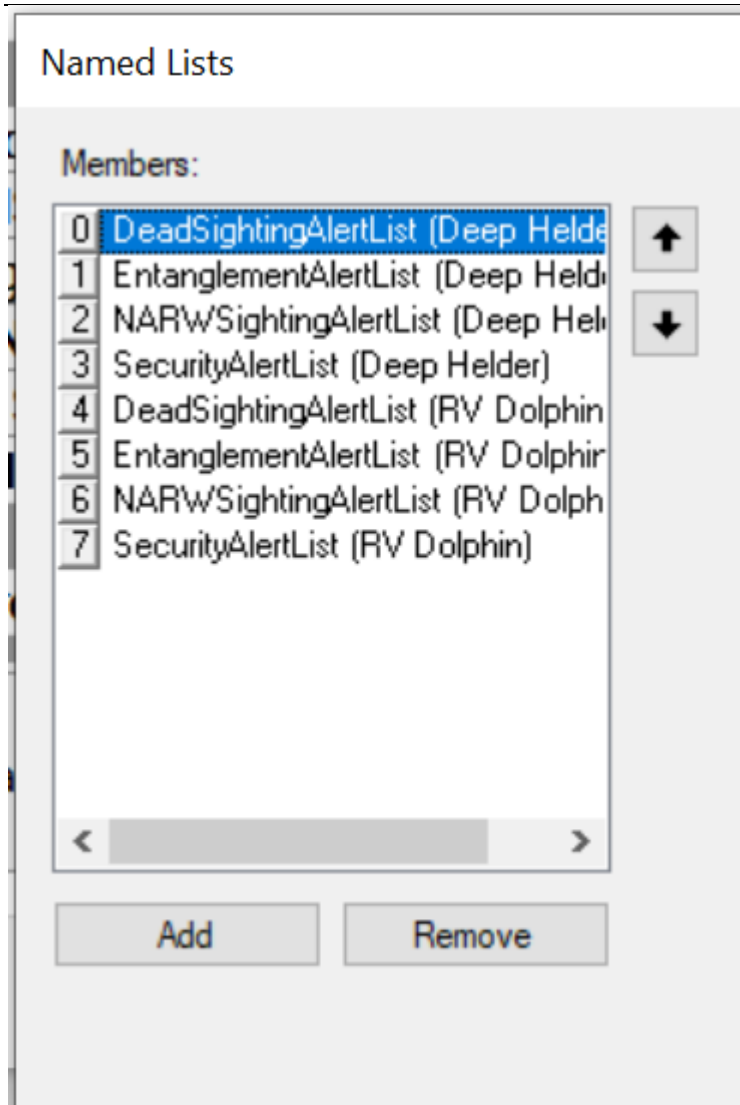 Named Lists
Members:
0 DeadSightingAlertList (Deep Helde
1 EntanglementAlertList (Deep Held
2 NARWSightingAlertList (Deep Hel
3 SecurityAlertList (Deep Helder)
4 DeadSightingAlertList (RV Dolphin
5 EntanglementAlertList (RV Dolphin
6 NARWSightingAlertList (RV Dolph
7 SecurityAlertList (RV Dolphin)
Add Remove